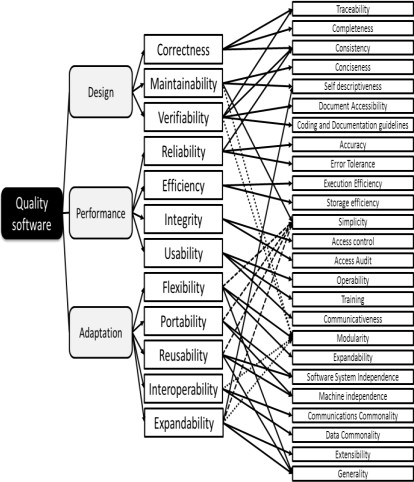 Quality
software
Design
Performance
Adaptation
Correctness
Maintainability
Verifiability
Reliability
Efficiency
Integrity
Usability
Flexibility
Portability
Reusability
Interoperability
Expandability
Traceability
Completeness
Consistency
Conciseness
Self descriptiveness
Document Accessibility
Coding and Documentation guidelines
Accuracy
Error Tolerance
Execution Efficiency
Storage efficiency
Simplicity
Access control
Access Audit
Operability
Training
Communicativeness
Modularity
Expandability
Software System Independence
Machine independence
Communications Commonality
Data Commonality
Extensibility
Generality